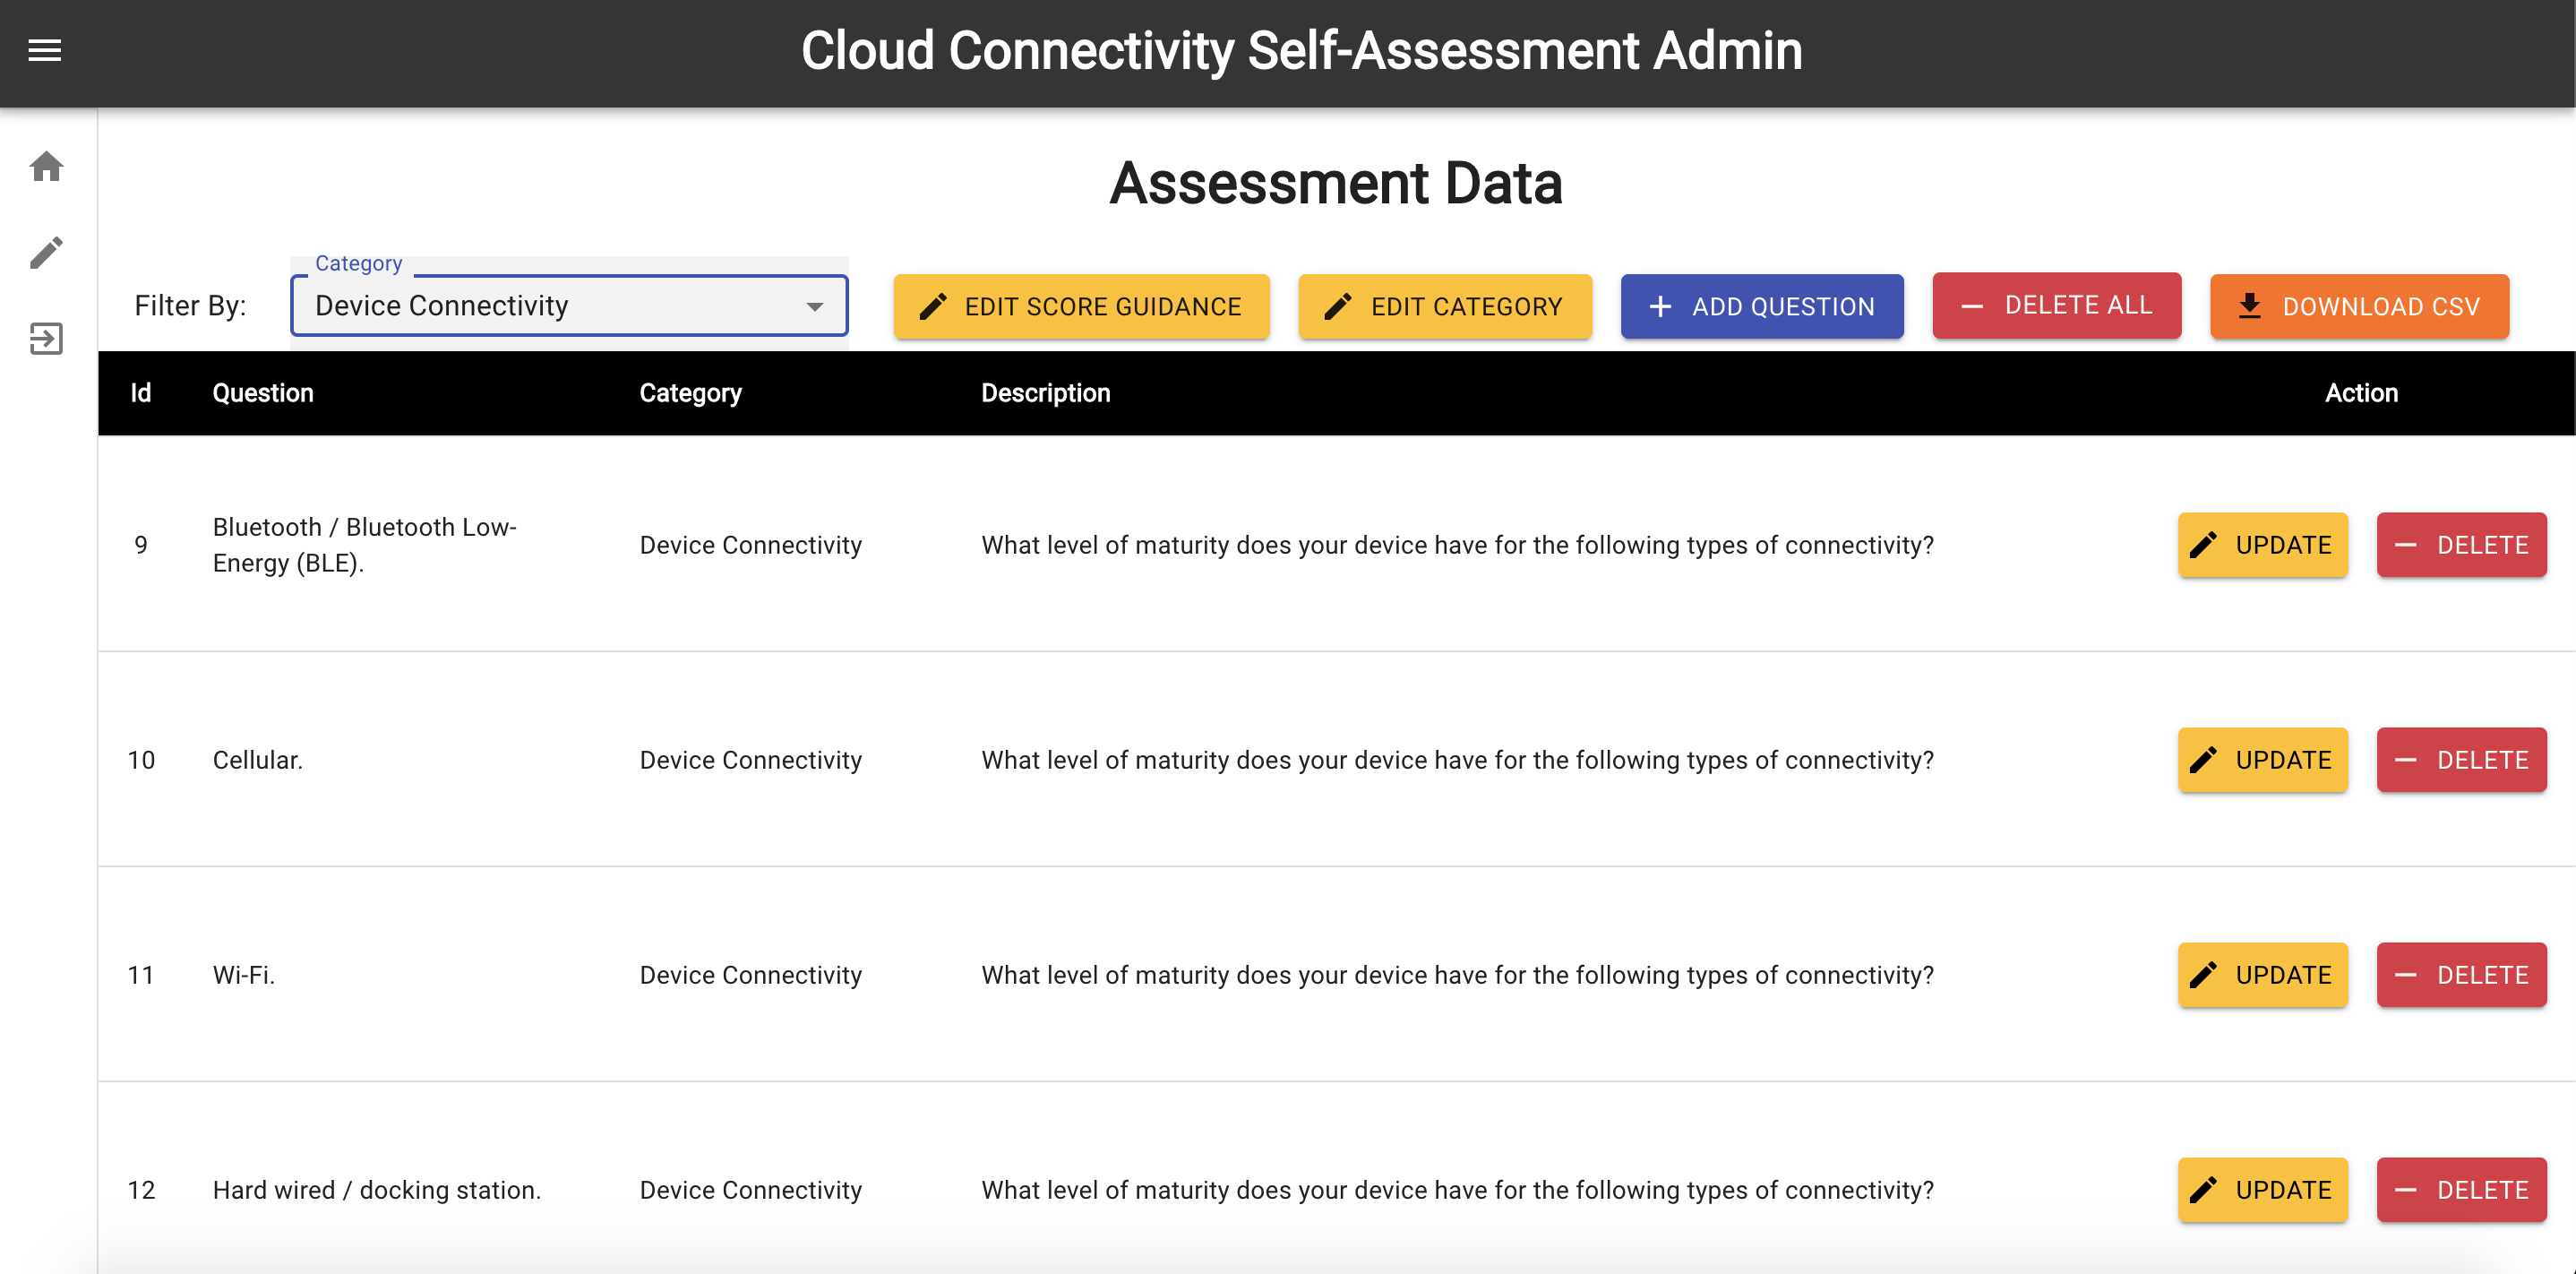 Cloud Connectivity Self-Assessment Admin
Assessment Data
Filter By:
Category
Device Connectivity
EDIT SCORE GUIDANCE
EDIT CATEGORY
ADD QUESTION
DELETE ALL
DOWNLOAD CSV
Id Question Category Description Action
9 Bluetooth / Bluetooth Low-
Energy (BLE). Device Connectivity What level of maturity does your device have for the following types of connectivity? UPDATE DELETE
10 Cellular. Device Connectivity What level of maturity does your device have for the following types of connectivity? UPDATE DELETE
11 Wi-Fi. Device Connectivity What level of maturity does your device have for the following types of connectivity? UPDATE DELETE
12 Hard wired / docking station. Device Connectivity What level of maturity does your device have for the following types of connectivity? UPDATE DELETE